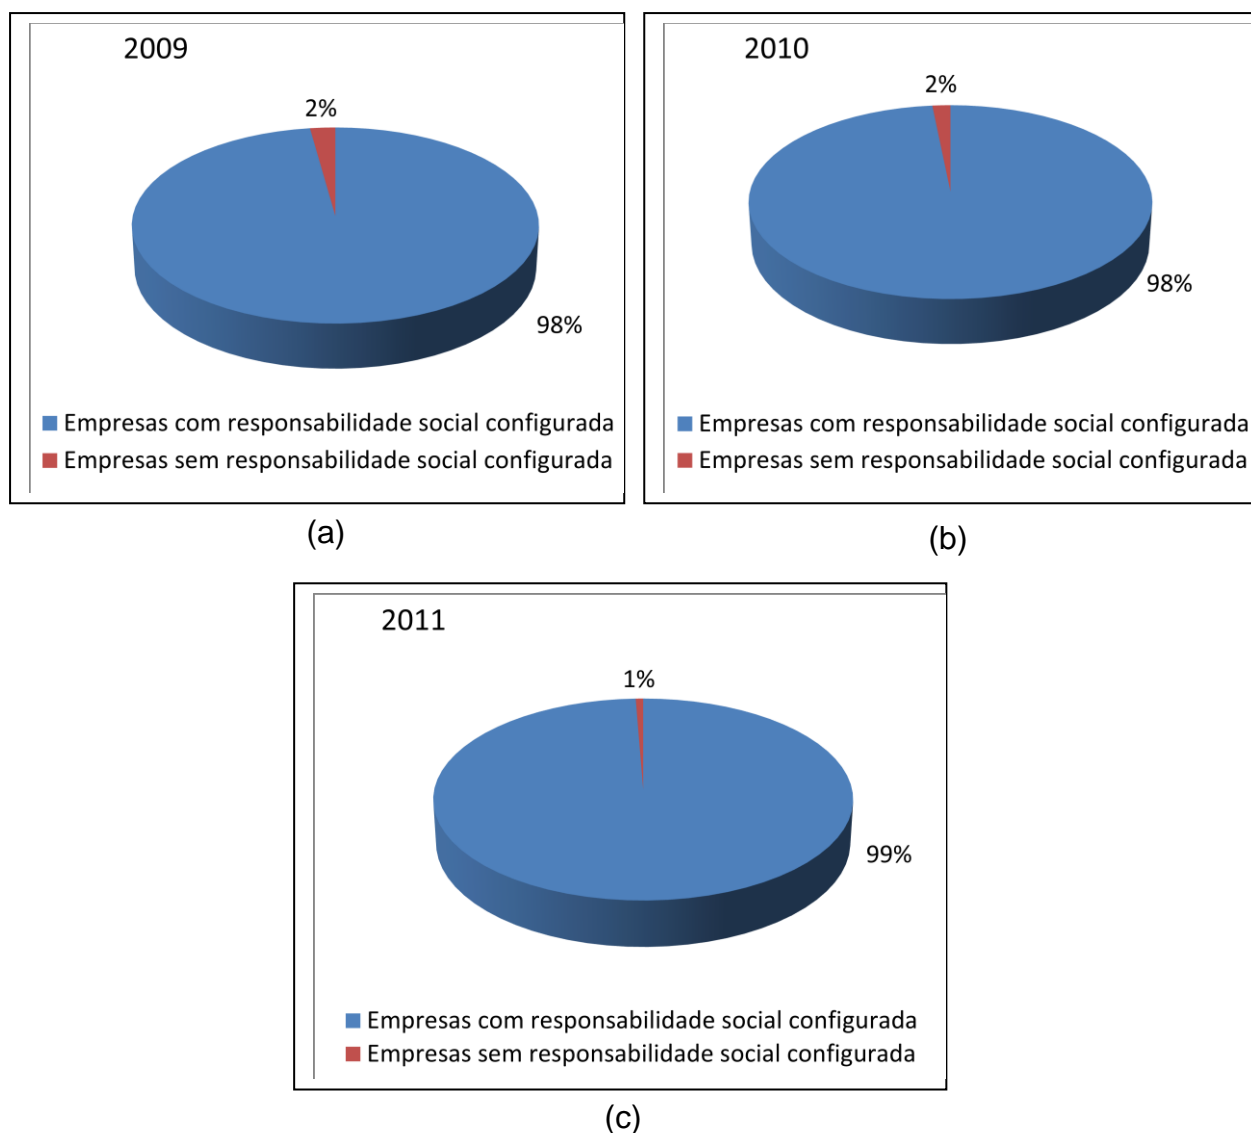 2009
2%
98%
Empresas com responsabilidade social configurada
Empresas sem responsabilidade social configurada
(a)
2010
2%
98%
Empresas com responsabilidade social configurada
Empresas sem responsabilidade social configurada
(b)
2011
1%
99%
Empresas com responsabilidade social configurada
Empresas sem responsabilidade social configurada
(c)